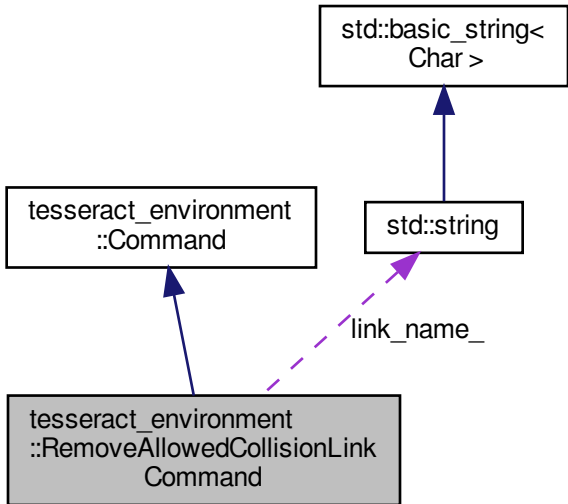 std::basic_string<
Char >
tesseract_environment
::Command
std::string
link_name_
tesseract_environment
::RemoveAllowedCollisionLink
Command